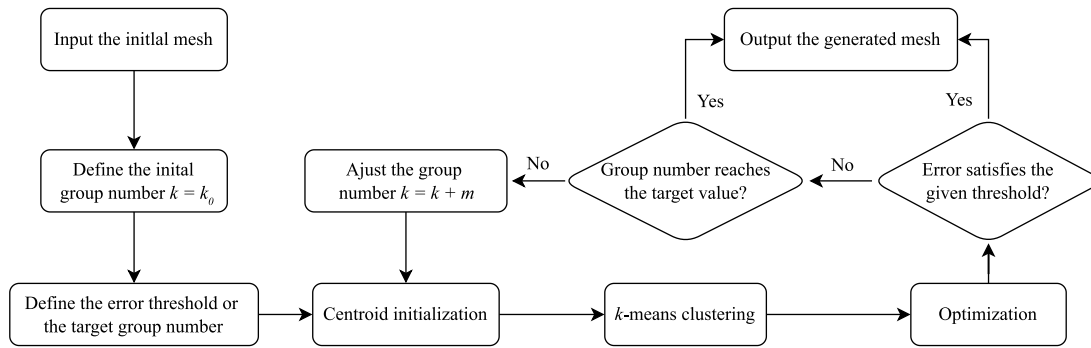 Input the initlal mesh
Output the generated mesh
Yes
Yes
Define the inital
group number k = k₀
Ajust the group
number k = k + m
No
Group number reaches
the target value?
No
Error satisfies the
given threshold?
Define the error threshold or
the target group number
Centroid initialization
k-means clustering
Optimization